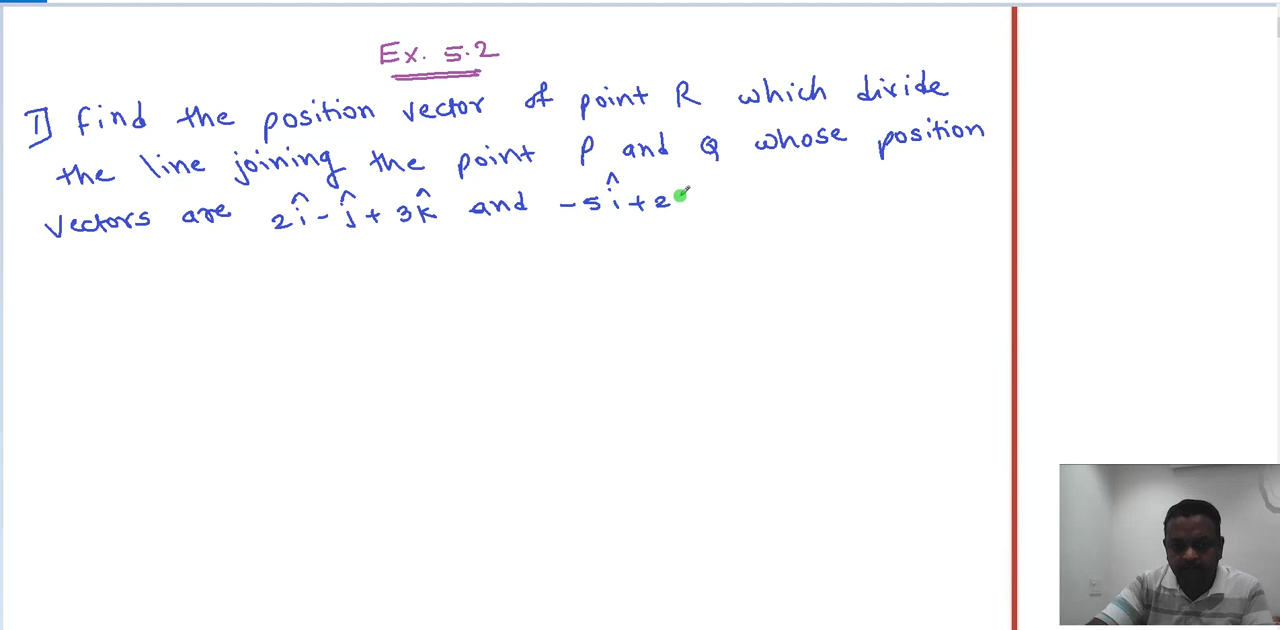 Ex. 5.2
1] find the position vector of point R which divide
the line joining the point P and Q whose position
vectors are 2î - ĵ + 3k̂ and - 5î + 2